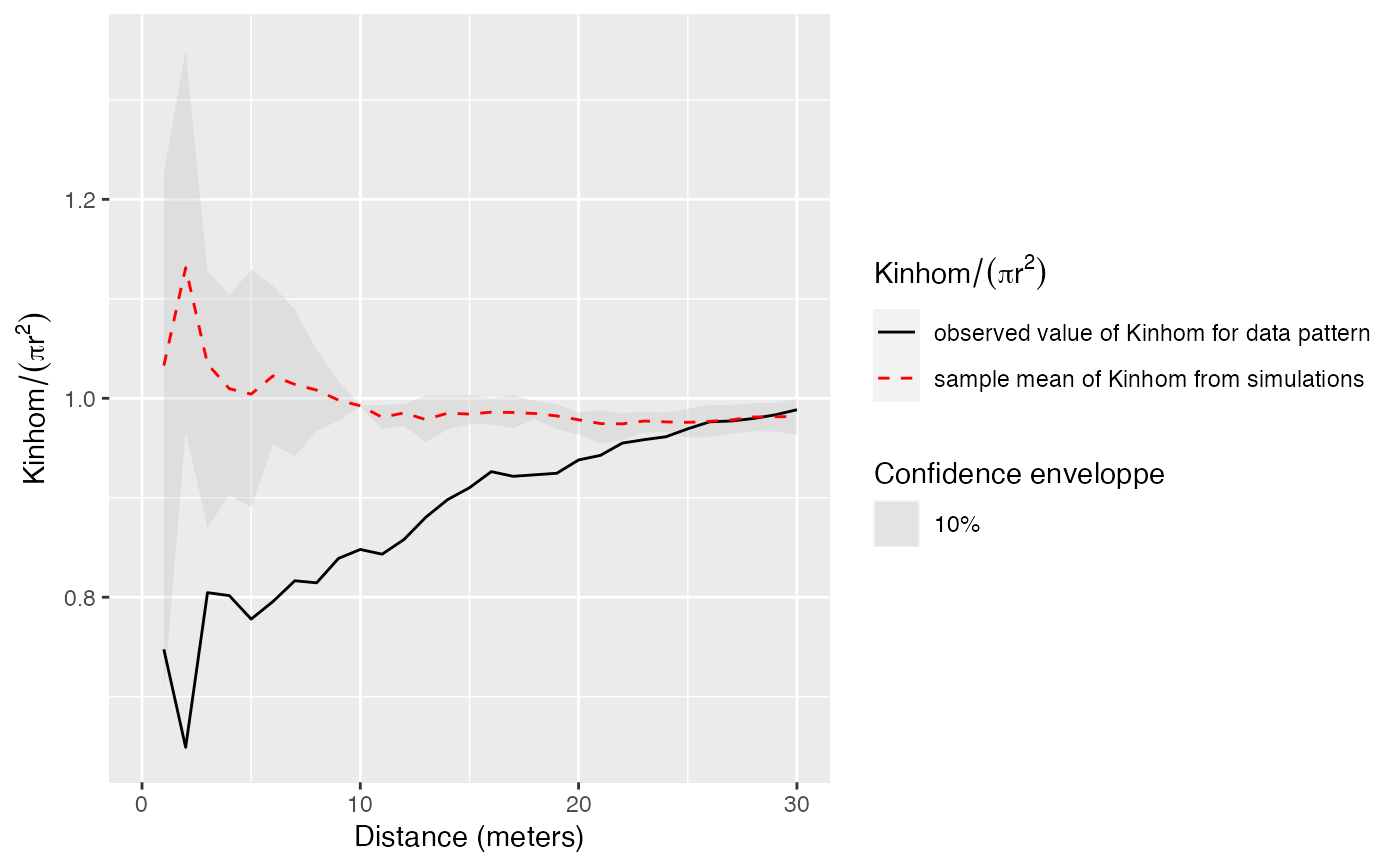 Kinhom/(πr²)
1.2
1.0
0.8
0
10
20
30
Distance (meters)
Kinhom/(πr²)
observed value of Kinhom for data pattern
sample mean of Kinhom from simulations
Confidence enveloppe
10%